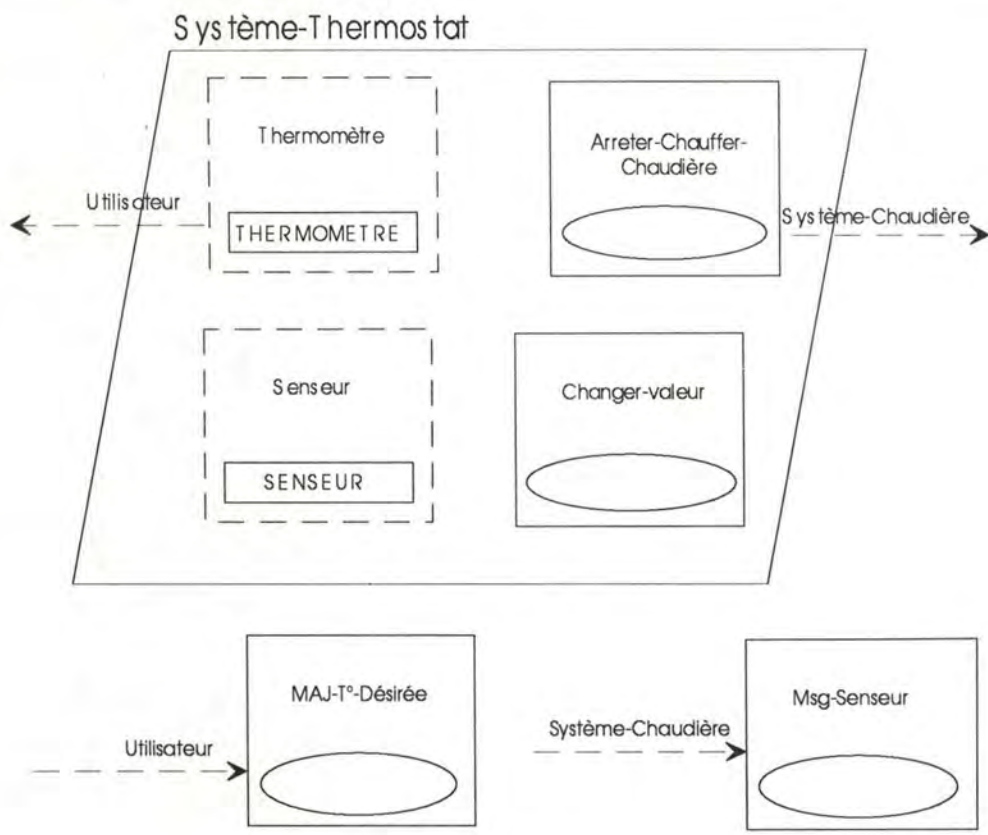 Système-Thermostat
Thermomètre
THERMOMETRE
Arreter-Chauffer-
Chaudière
Utilisateur
Système-Chaudière
Senseur
SENSEUR
Changer-valeur
MAJ-T°-Désirée
Utilisateur
Msg-Senseur
Système-Chaudière